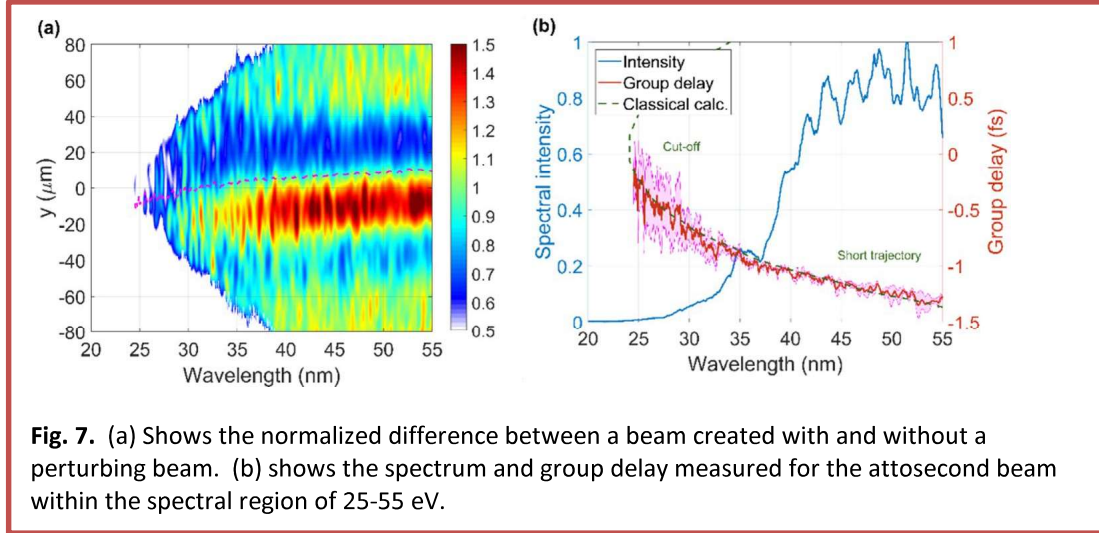 (a)
80
60
40
20
0
-20
-40
-60
-80
y (μm)
20 25 30 35 40 45 50 55
Wavelength (nm)
1.5
1.4
1.3
1.2
1.1
1
0.9
0.8
0.7
0.6
0.5
(b)
Intensity
Group delay
Classical calc.
Cut-off
Short trajectory
1
0.8
0.6
0.4
0.2
0
Spectral intensity
20 25 30 35 40 45 50 55
Wavelength (nm)
1
0.5
0
-0.5
-1
-1.5
Group delay (fs)
Fig. 7. (a) Shows the normalized difference between a beam created with and without a
perturbing beam. (b) shows the spectrum and group delay measured for the attosecond beam
within the spectral region of 25-55 eV.